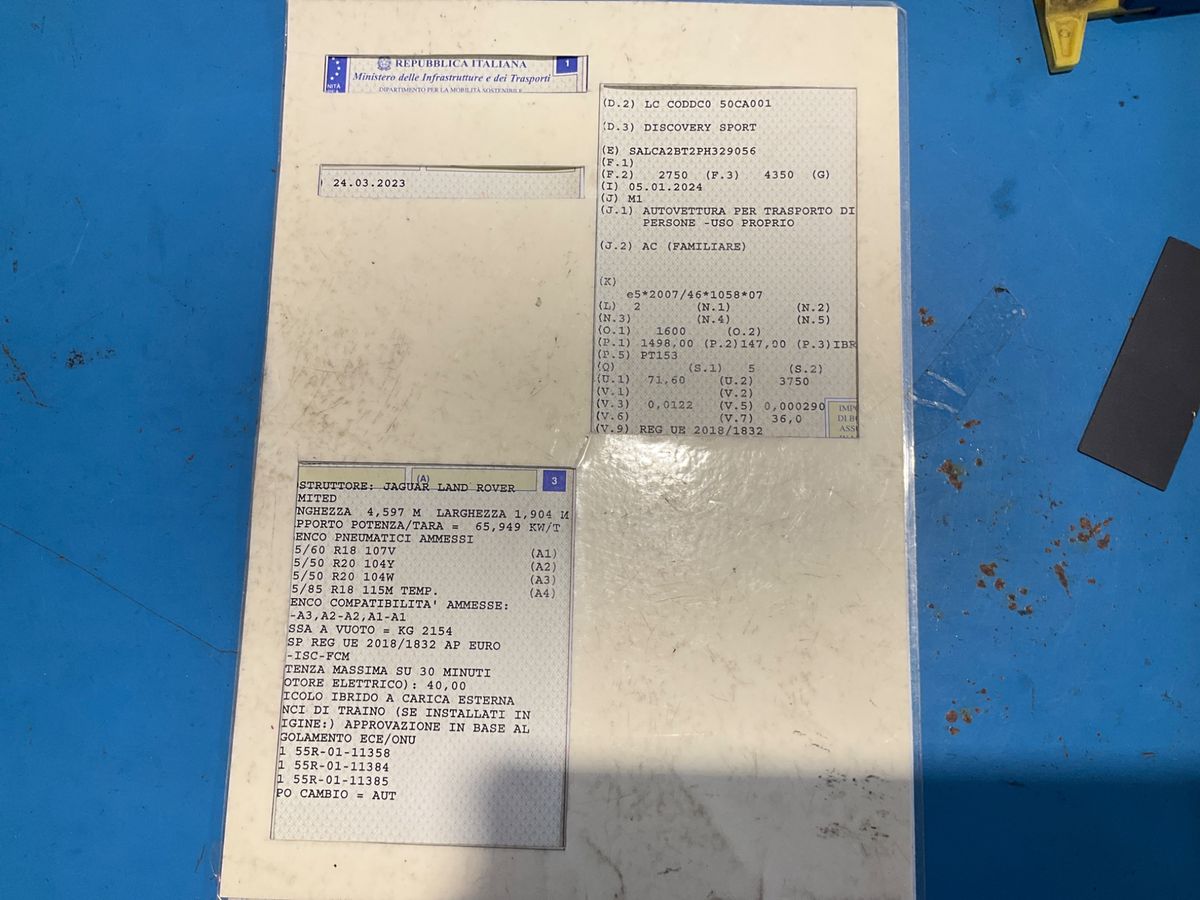 REPUBBLICA ITALIANA
1
Ministero delle Infrastrutture e dei Trasporti
NITÀ
DIPARTIMENTO PER LA MOBILITÀ SOSTENIBILE
) 24.03.2023
(D.2) LC CODDC0 50CA001
(D.3) DISCOVERY SPORT
(E) SALCA2BT2PH329056
(F.1)
(F.2) 2750 (F.3) 4350 (G)
(I) 05.01.2024
(J) M1
(J.1) AUTOVETTURA PER TRASPORTO DI
PERSONE -USO PROPRIO
(J.2) AC (FAMILIARE)
(K)
e5*2007/46*1058*07
(L) 2 (N.1) (N.2)
(N.3) (N.4) (N.5)
(O.1) 1600 (O.2)
(P.1) 1498,00 (P.2)147,00 (P.3)IBR
(P.5) PT153
(Q) (S.1) 5 (S.2)
(U.1) 71,60 (U.2) 3750
(V.1) (V.2)
(V.3) 0,0122 (V.5) 0,000290
(V.6) (V.7) 36,0
(V.9) REG UE 2018/1832
IMPO
DI BO
ASSO
(A) 3
STRUTTORE: JAGUAR LAND ROVER
MITED
NGHEZZA 4,597 M LARGHEZZA 1,904 M
PPORTO POTENZA/TARA = 65,949 KW/T
ENCO PNEUMATICI AMMESSI
5/60 R18 107V (A1)
5/50 R20 104Y (A2)
5/50 R20 104W (A3)
5/85 R18 115M TEMP. (A4)
ENCO COMPATIBILITA' AMMESSE:
-A3,A2-A2,A1-A1
SSA A VUOTO = KG 2154
SP REG UE 2018/1832 AP EURO
-ISC-FCM
TENZA MASSIMA SU 30 MINUTI
OTORE ELETTRICO): 40,00
ICOLO IBRIDO A CARICA ESTERNA
NCI DI TRAINO (SE INSTALLATI IN
IGINE:) APPROVAZIONE IN BASE AL
GOLAMENTO ECE/ONU
1 55R-01-11358
1 55R-01-11384
1 55R-01-11385
PO CAMBIO = AUT